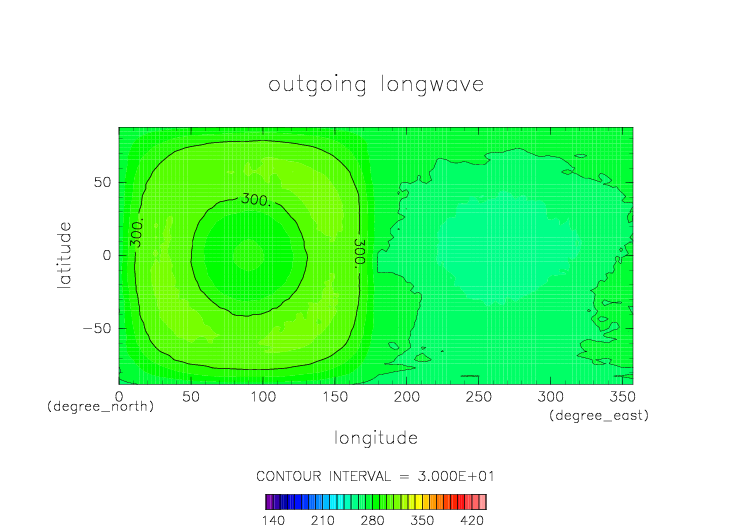 outgoing longwave
50
0
−50
latitude
300.
300.
300.
0 50 100 150 200 250 300 350
(degree_north)
(degree_east)
longitude
CONTOUR INTERVAL = 3.000E+01
140 210 280 350 420